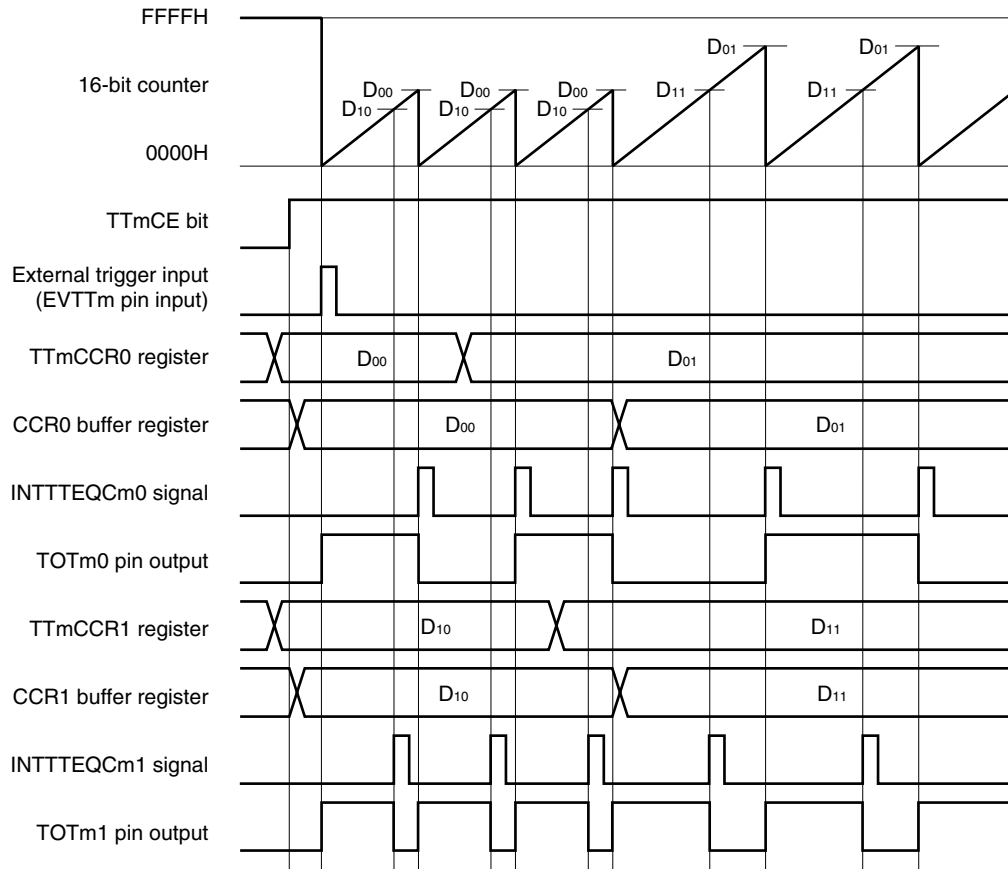 FFFFH
16-bit counter
D10 D00 D10 D00 D10 D00 D11 D01 D11 D01
0000H
TTmCE bit
External trigger input
(EVTTm pin input)
TTmCCR0 register D00 D01
CCR0 buffer register D00 D01
INTTTEQCm0 signal
TOTm0 pin output
TTmCCR1 register D10 D11
CCR1 buffer register D10 D11
INTTTEQCm1 signal
TOTm1 pin output